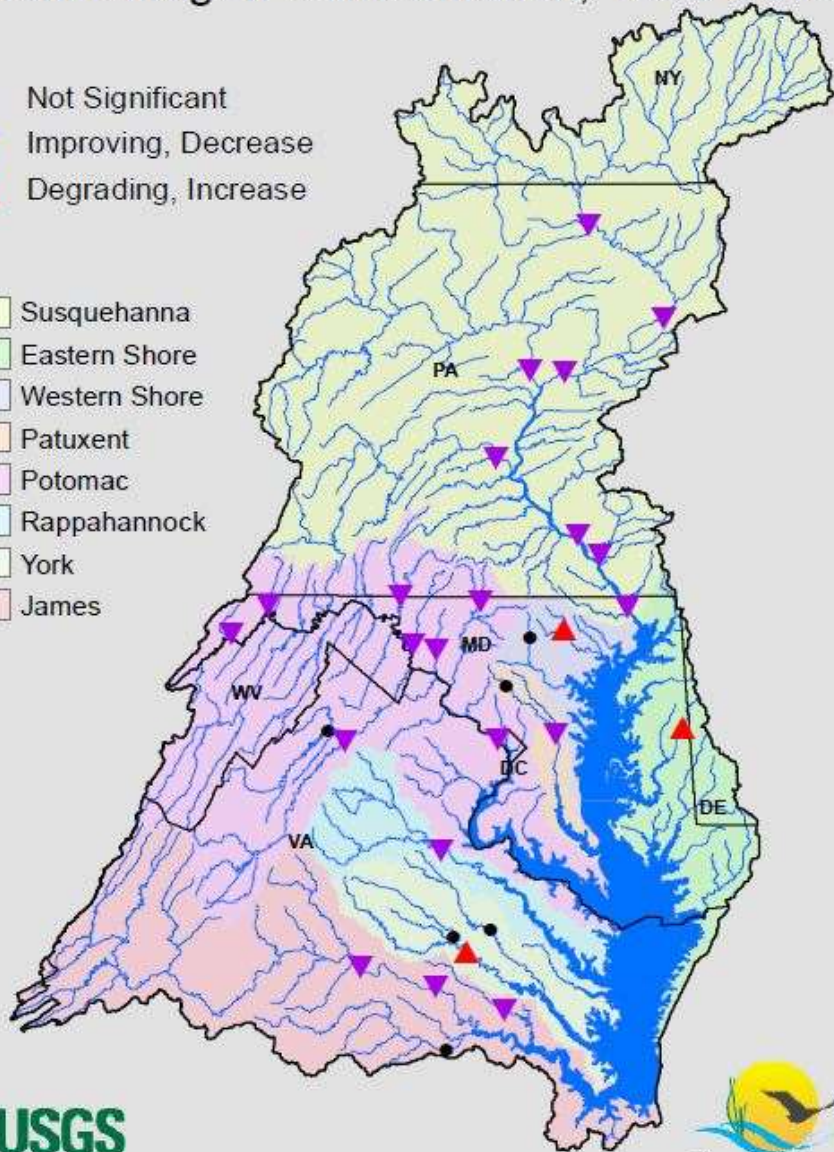 Not Significant
Improving, Decrease
Degrading, Increase
Susquehanna
Eastern Shore
Western Shore
Patuxent
Potomac
Rappahannock
York
James
NY
PA
MD
WV
DC
DE
VA
USGS